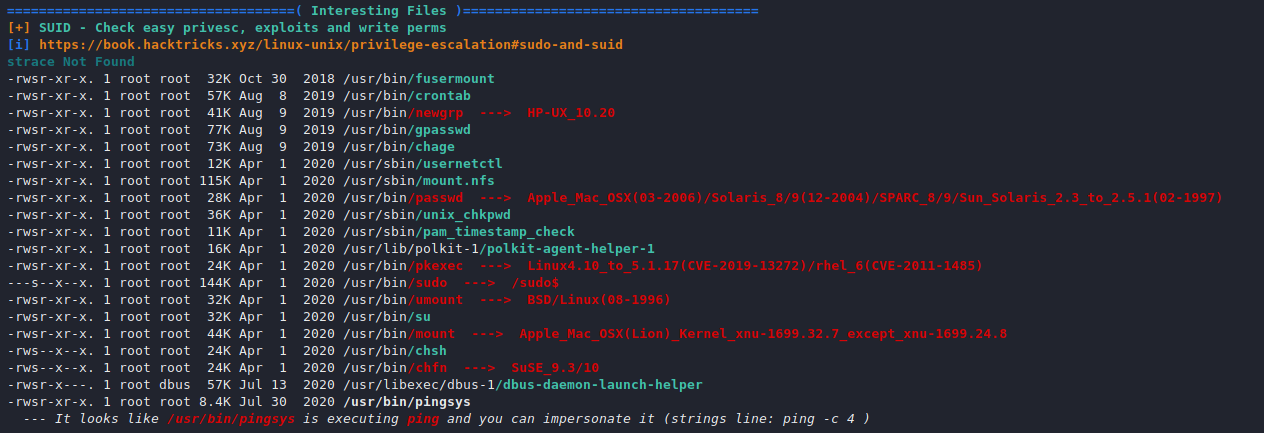 ====================================( Interesting Files )=====================================
[+] SUID - Check easy privesc, exploits and write perms
[i] https://book.hacktricks.xyz/linux-unix/privilege-escalation#sudo-and-suid
strace Not Found
-rwsr-xr-x. 1 root root  32K Oct 30  2018 /usr/bin/fusermount
-rwsr-xr-x. 1 root root  57K Aug  8  2019 /usr/bin/crontab
-rwsr-xr-x. 1 root root  41K Aug  9  2019 /usr/bin/newgrp  --->  HP-UX_10.20
-rwsr-xr-x. 1 root root  77K Aug  9  2019 /usr/bin/gpasswd
-rwsr-xr-x. 1 root root  73K Aug  9  2019 /usr/bin/chage
-rwsr-xr-x. 1 root root  12K Apr  1  2020 /usr/sbin/usernetctl
-rwsr-xr-x. 1 root root 115K Apr  1  2020 /usr/sbin/mount.nfs
-rwsr-xr-x. 1 root root  28K Apr  1  2020 /usr/bin/passwd  --->  Apple_Mac_OSX(03-2006)/Solaris_8/9(12-2004)/SPARC_8/9/Sun_Solaris_2.3_to_2.5.1(02-1997)
-rwsr-xr-x. 1 root root  36K Apr  1  2020 /usr/sbin/unix_chkpwd
-rwsr-xr-x. 1 root root  11K Apr  1  2020 /usr/sbin/pam_timestamp_check
-rwsr-xr-x. 1 root root  16K Apr  1  2020 /usr/lib/polkit-1/polkit-agent-helper-1
-rwsr-xr-x. 1 root root  24K Apr  1  2020 /usr/bin/pkexec  --->  Linux4.10_to_5.1.17(CVE-2019-13272)/rhel_6(CVE-2011-1485)
---s--x--x. 1 root root 144K Apr  1  2020 /usr/bin/sudo  --->  /sudo$
-rwsr-xr-x. 1 root root  32K Apr  1  2020 /usr/bin/umount  --->  BSD/Linux(08-1996)
-rwsr-xr-x. 1 root root  32K Apr  1  2020 /usr/bin/su
-rwsr-xr-x. 1 root root  44K Apr  1  2020 /usr/bin/mount  --->  Apple_Mac_OSX(Lion)_Kernel_xnu-1699.32.7_except_xnu-1699.24.8
-rws--x--x. 1 root root  24K Apr  1  2020 /usr/bin/chsh
-rws--x--x. 1 root root  24K Apr  1  2020 /usr/bin/chfn  --->  SuSE_9.3/10
-rwsr-x---. 1 root dbus  57K Jul 13  2020 /usr/libexec/dbus-1/dbus-daemon-launch-helper
-rwsr-xr-x. 1 root root 8.4K Jul 30  2020 /usr/bin/pingsys
  --- It looks like /usr/bin/pingsys is executing ping and you can impersonate it (strings line: ping -c 4 )